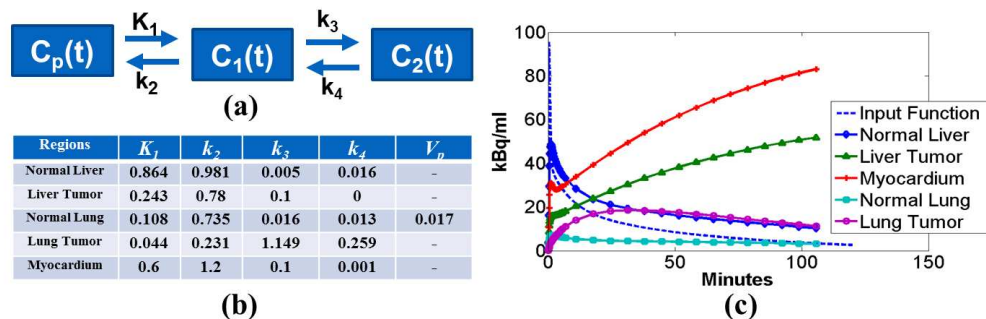 K₁ k₃
Cₚ(t) C₁(t) C₂(t)
k₂ k₄
(a)
Regions K₁ k₂ k₃ k₄ Vₚ
Normal Liver 0.864 0.981 0.005 0.016 -
Liver Tumor 0.243 0.78 0.1 0 -
Normal Lung 0.108 0.735 0.016 0.013 0.017
Lung Tumor 0.044 0.231 1.149 0.259 -
Myocardium 0.6 1.2 0.1 0.001 -
(b)
kBq/ml
100
80
60
40
20
0
0 50 100 150
Minutes
Input Function
Normal Liver
Liver Tumor
Myocardium
Normal Lung
Lung Tumor
(c)